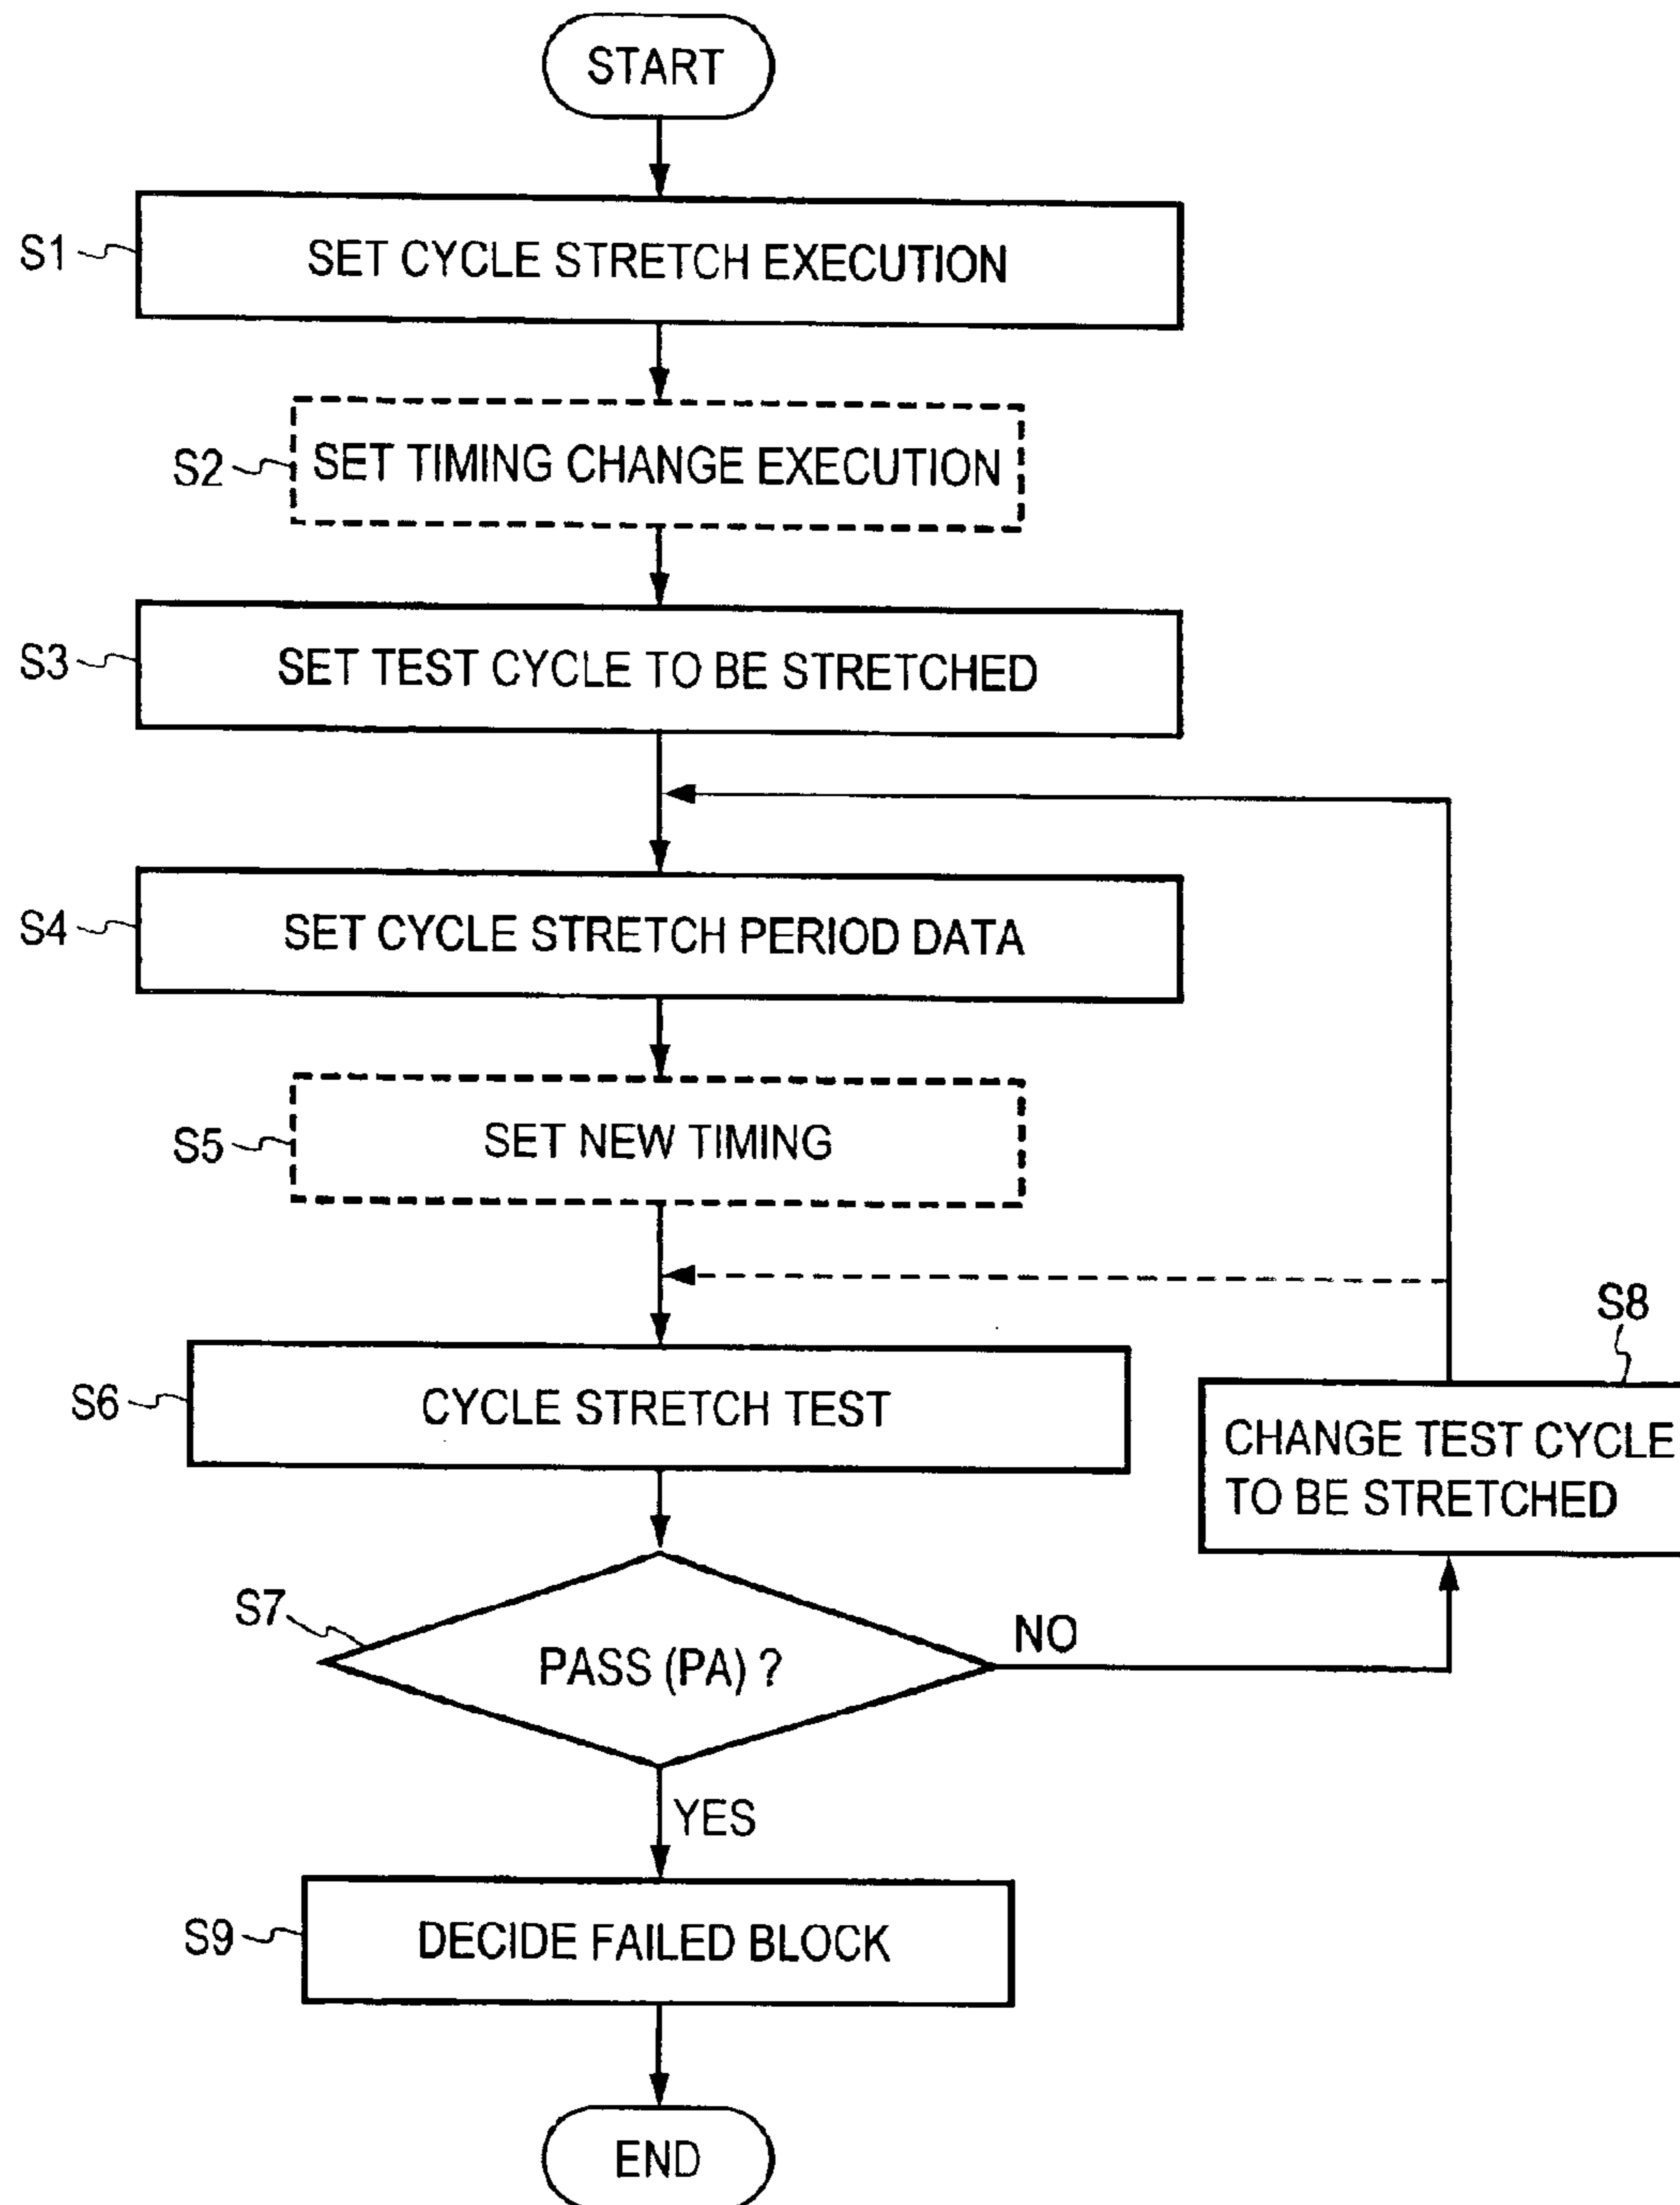 START
S1
SET CYCLE STRETCH EXECUTION
S2
SET TIMING CHANGE EXECUTION
S3
SET TEST CYCLE TO BE STRETCHED
S4
SET CYCLE STRETCH PERIOD DATA
S5
SET NEW TIMING
S6
CYCLE STRETCH TEST
S8
CHANGE TEST CYCLE
TO BE STRETCHED
S7
PASS (PA) ?
NO
YES
S9
DECIDE FAILED BLOCK
END